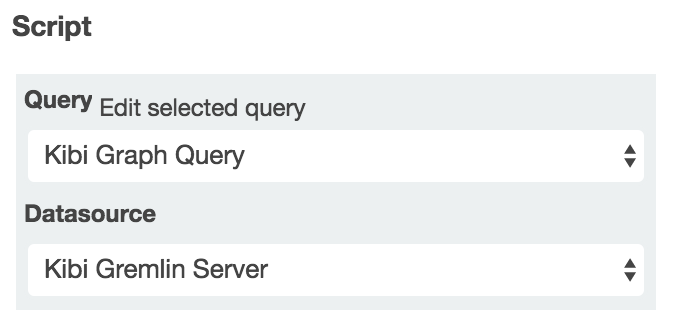 Script
Query Edit selected query
Kibi Graph Query
Datasource
Kibi Gremlin Server